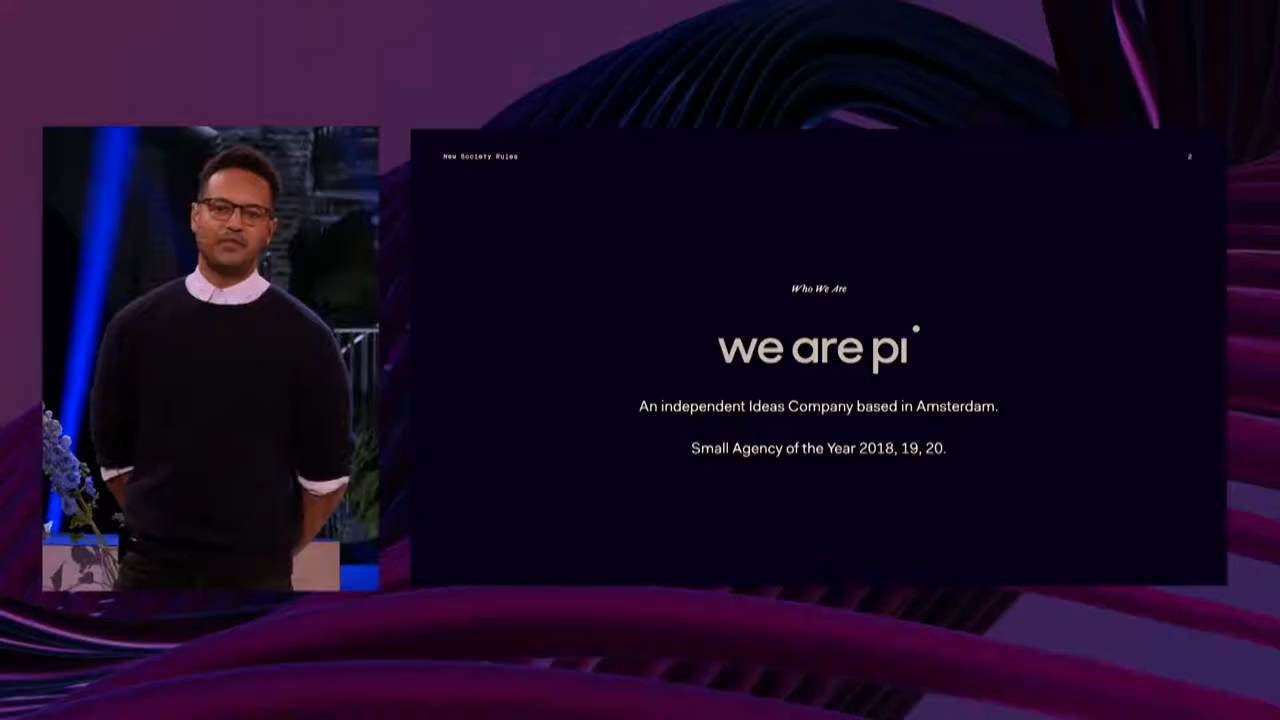 New Society Rules
2
Who We Are
we are pi
An independent Ideas Company based in Amsterdam.
Small Agency of the Year 2018, 19, 20.